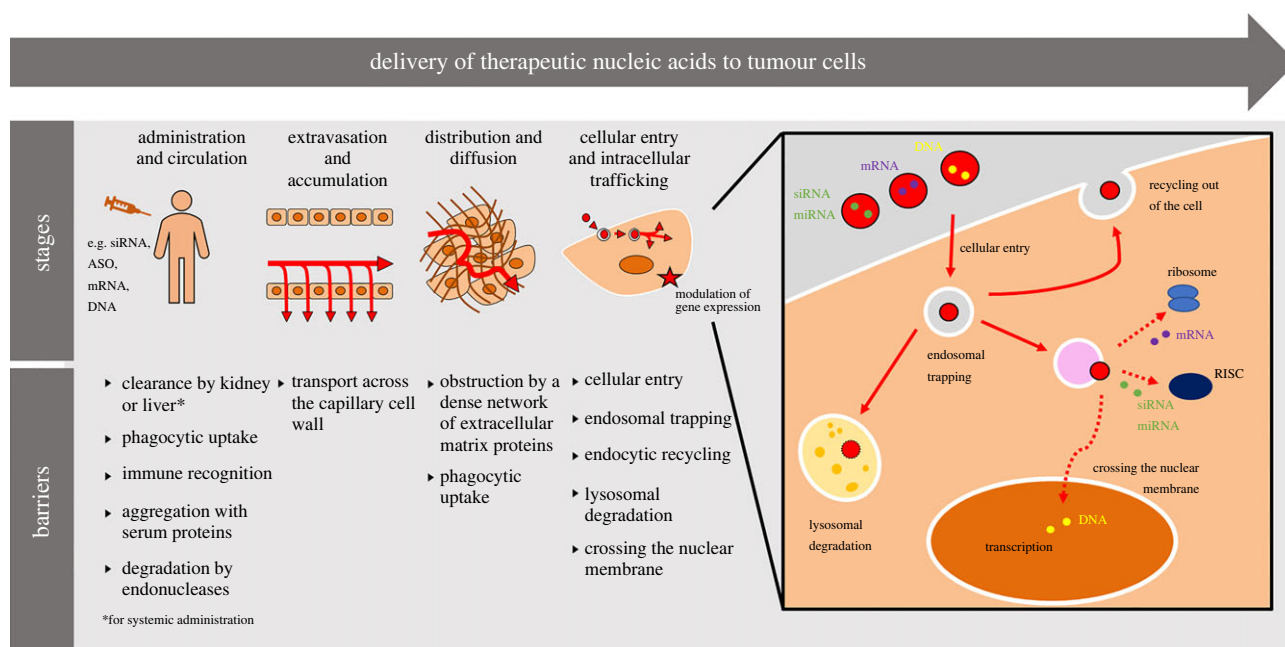 delivery of therapeutic nucleic acids to tumour cells
stages
administration
and circulation
extravasation
and
accumulation
distribution and
diffusion
cellular entry
and intracellular
trafficking
e.g. siRNA,
ASO,
mRNA,
DNA
modulation of
gene expression
barriers
clearance by kidney
or liver*
phagocytic uptake
immune recognition
aggregation with
serum proteins
degradation by
endonucleases
*for systemic administration
transport across
the capillary cell
wall
obstruction by a
dense network
of extracellular
matrix proteins
phagocytic
uptake
cellular entry
endosomal trapping
endocytic recycling
lysosomal
degradation
crossing the nuclear
membrane
DNA
mRNA
siRNA
miRNA
cellular entry
recycling out
of the cell
ribosome
mRNA
endosomal
trapping
RISC
siRNA
miRNA
crossing the nuclear
membrane
lysosomal
degradation
DNA
transcription